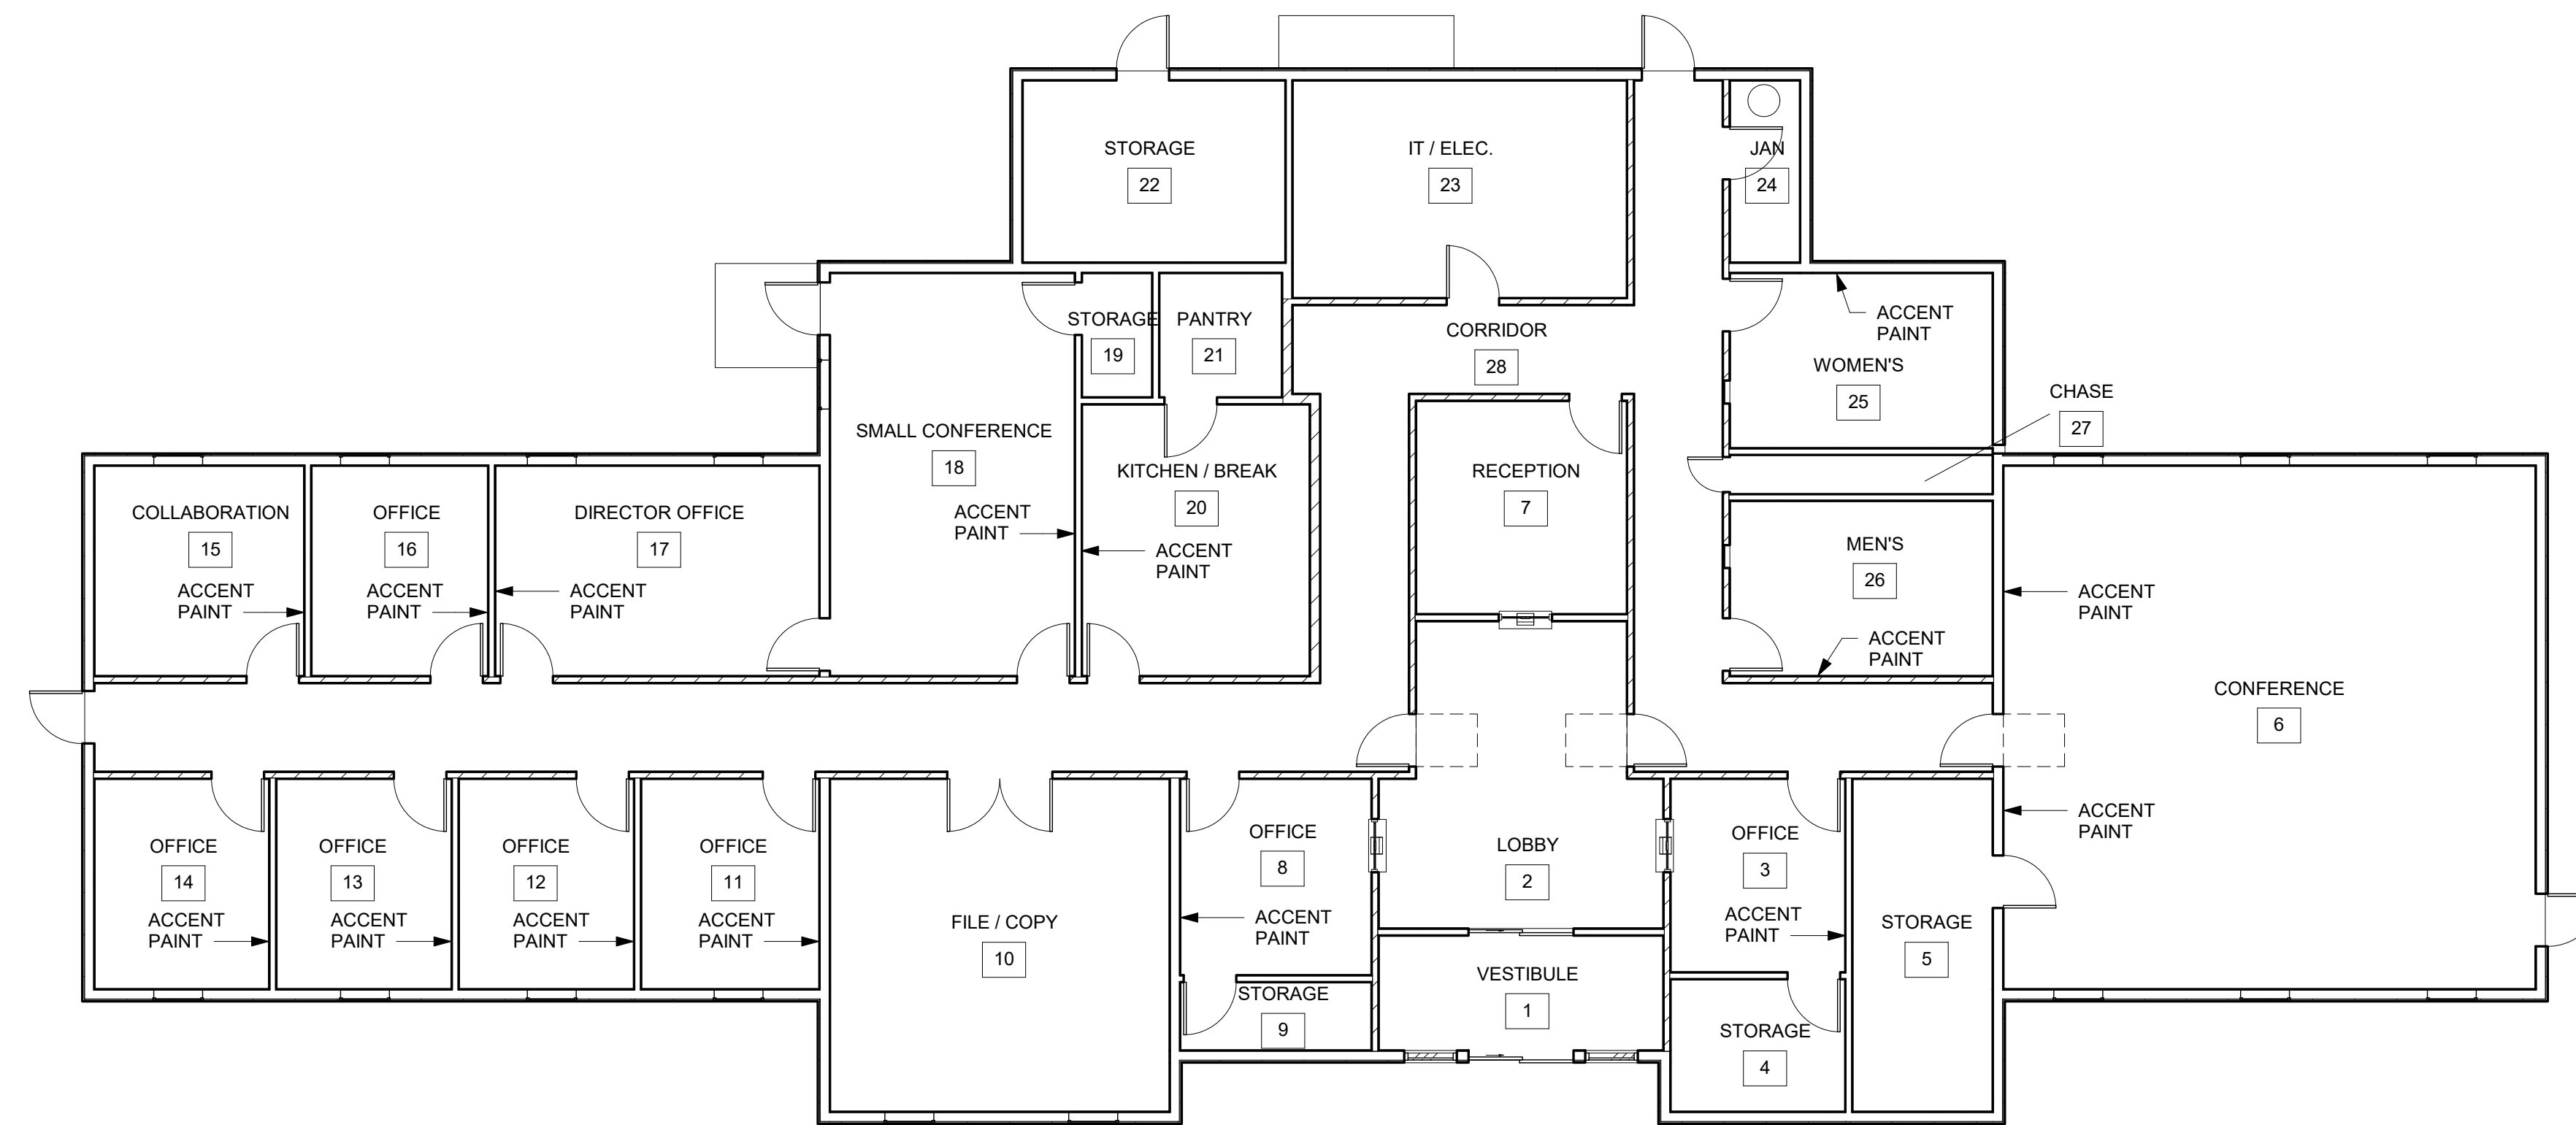 STORAGE
22
IT / ELEC.
23
JAN
24
STORAGE
19
PANTRY
21
CORRIDOR
28
ACCENT
PAINT
WOMEN'S
25
CHASE
27
SMALL CONFERENCE
18
ACCENT
PAINT
KITCHEN / BREAK
20
ACCENT
PAINT
RECEPTION
7
COLLABORATION
15
ACCENT
PAINT
OFFICE
16
ACCENT
PAINT
DIRECTOR OFFICE
17
ACCENT
PAINT
MEN'S
26
ACCENT
PAINT
ACCENT
PAINT
CONFERENCE
6
ACCENT
PAINT
OFFICE
14
ACCENT
PAINT
OFFICE
13
ACCENT
PAINT
OFFICE
12
ACCENT
PAINT
OFFICE
11
ACCENT
PAINT
FILE / COPY
10
OFFICE
8
ACCENT
PAINT
STORAGE
9
LOBBY
2
VESTIBULE
1
OFFICE
3
ACCENT
PAINT
STORAGE
4
STORAGE
5